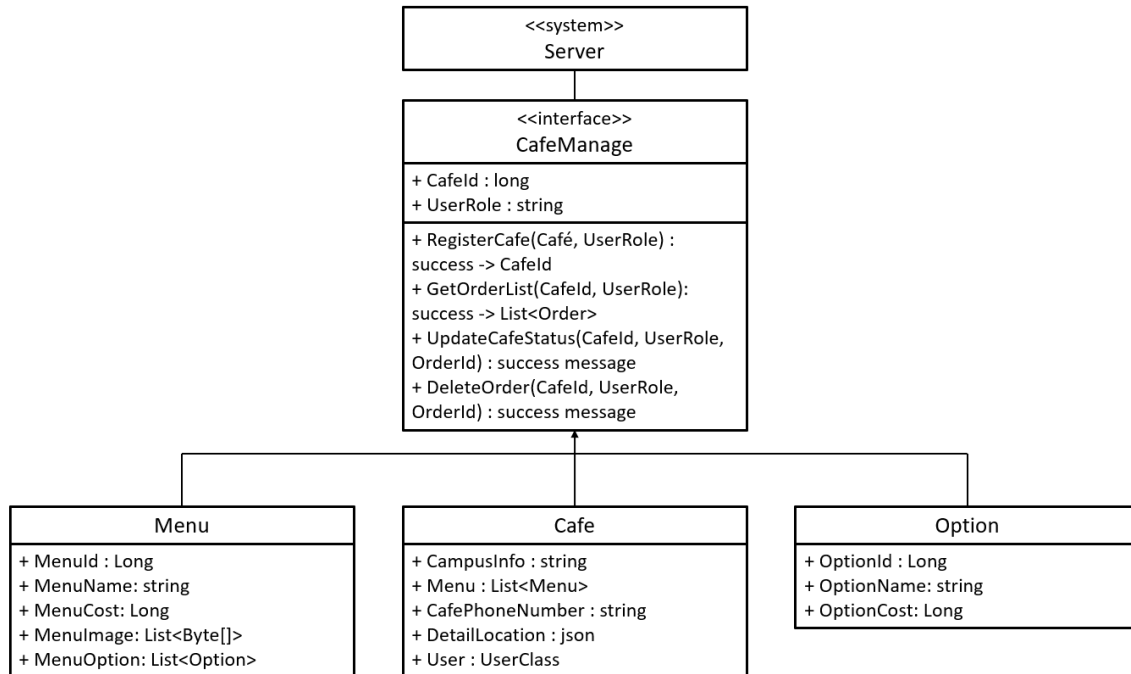 <<system>>
Server
<<interface>>
CafeManage
+ CafeId : long
+ UserRole : string
+ RegisterCafe(Café, UserRole) :
success -> CafeId
+ GetOrderList(CafeId, UserRole):
success -> List<Order>
+ UpdateCafeStatus(CafeId, UserRole,
OrderId) : success message
+ DeleteOrder(CafeId, UserRole,
OrderId) : success message
Menu
+ MenuId : Long
+ MenuName: string
+ MenuCost: Long
+ MenuImage: List<Byte[]>
+ MenuOption: List<Option>
Cafe
+ CampusInfo : string
+ Menu : List<Menu>
+ CafePhoneNumber : string
+ DetailLocation : json
+ User : UserClass
Option
+ OptionId : Long
+ OptionName: string
+ OptionCost: Long